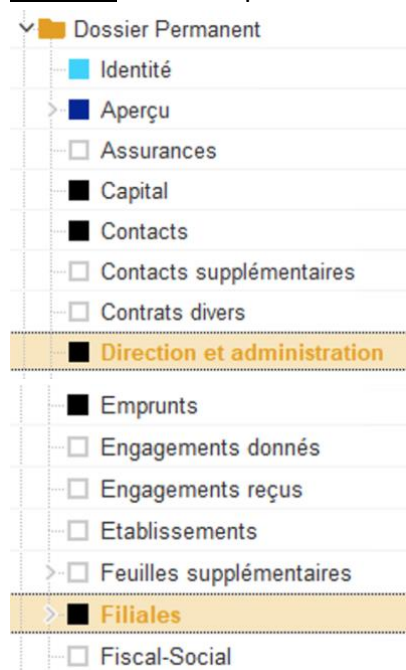 Dossier Permanent
Identité
Aperçu
Assurances
Capital
Contacts
Contacts supplémentaires
Contrats divers
Direction et administration
Emprunts
Engagements donnés
Engagements reçus
Etablissements
Feuilles supplémentaires
Filiales
Fiscal-Social